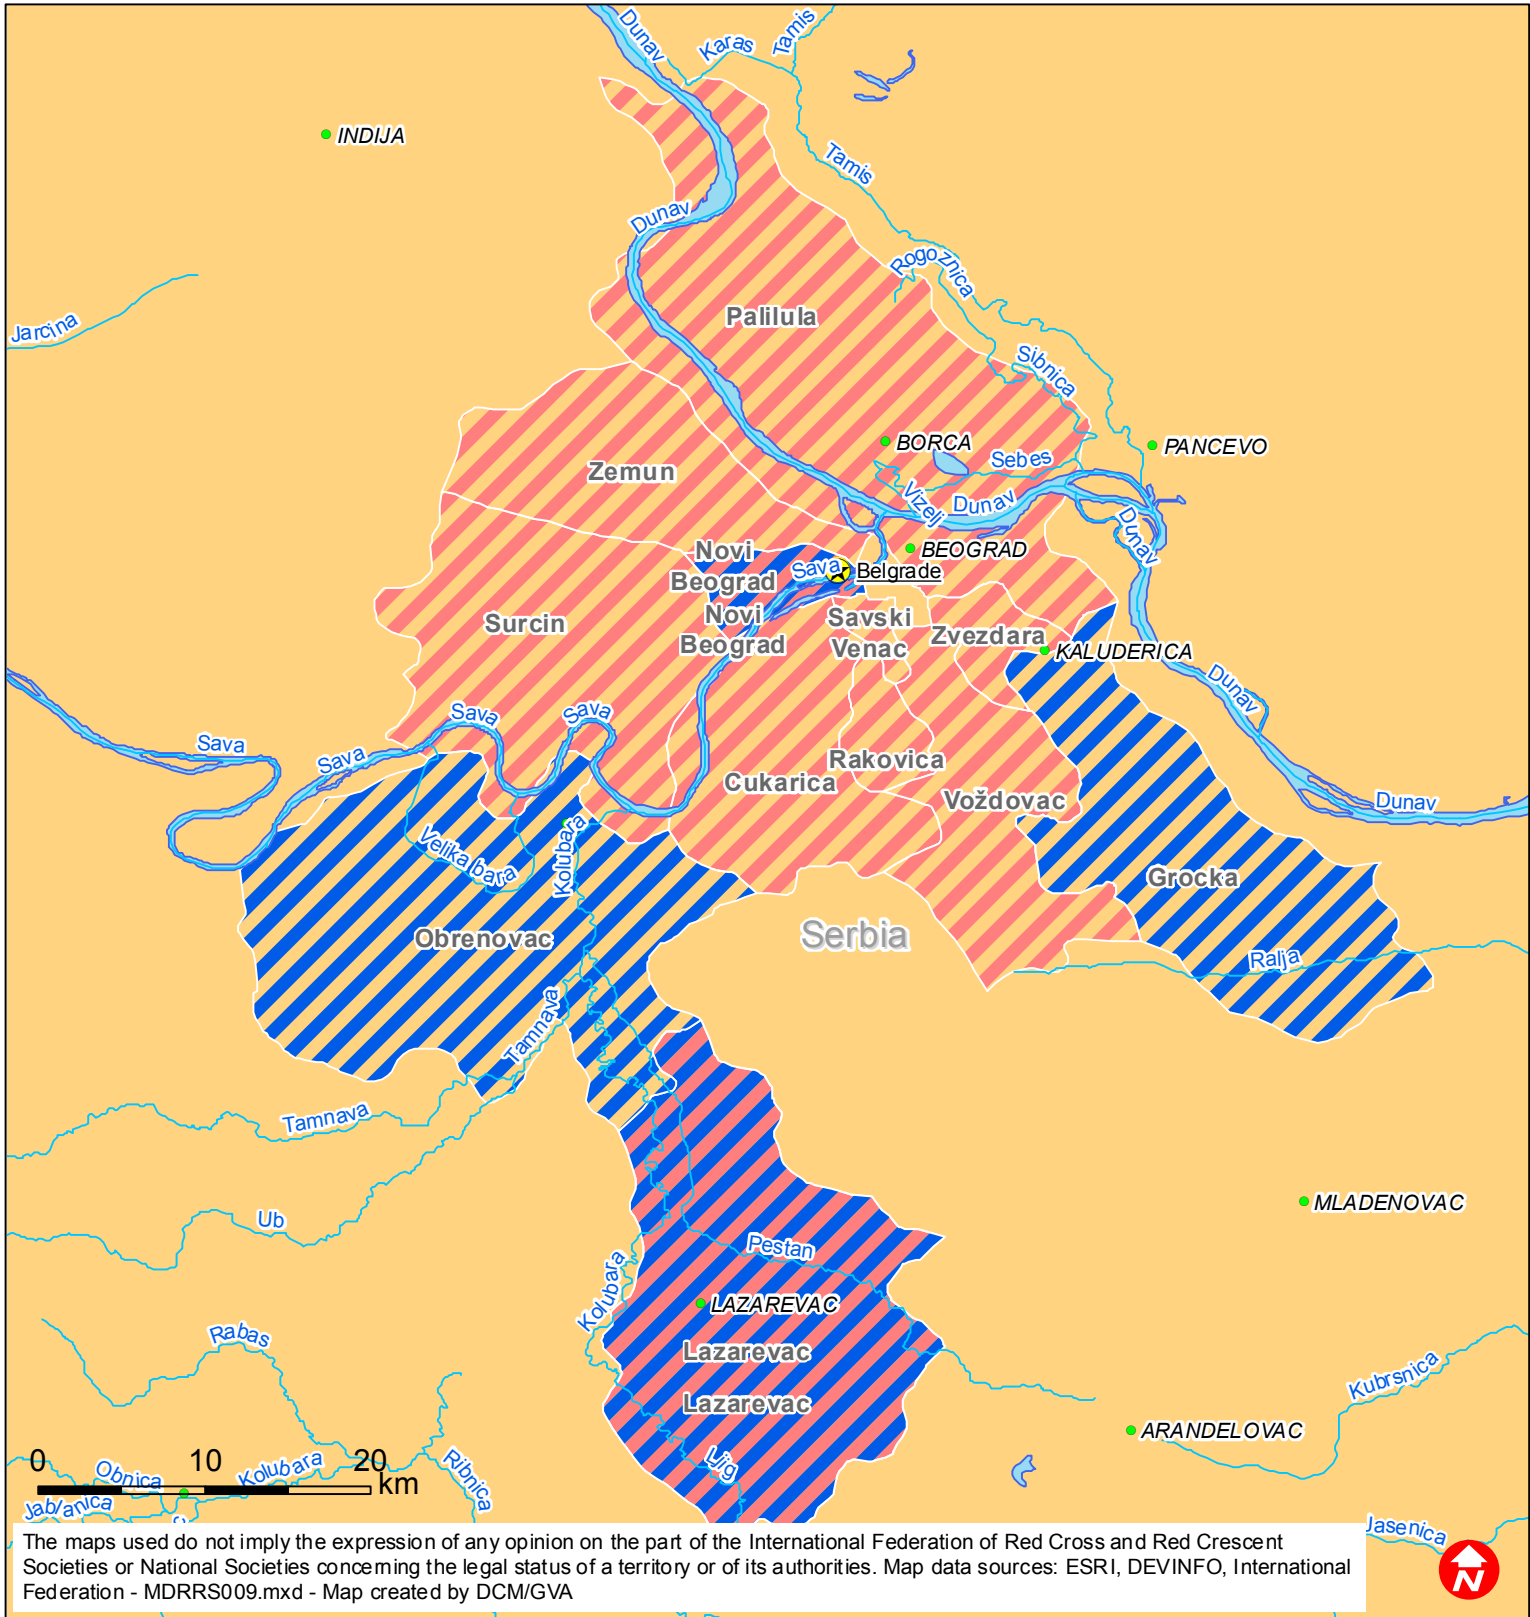 Dunav
Karas
Tamis
INDIJA
Tamis
Dunav
Rogoznica
Jarcina
Palilula
Sibnica
BORCA
PANCEVO
Zemun
Sebes
Vizelj
Dunav
Dunav
Novi
Beograd
BEOGRAD
Sava
Belgrade
Novi
Beograd
Surcin
Savski
Venac
Zvezdara
KALUDERICA
Dunav
Sava
Sava
Sava
Sava
Rakovica
Cukarica
Voždovac
Dunav
Velika bara
Kolubara
Grocka
Obrenovac
Serbia
Ralja
Tamnava
Tamnava
Ub
MLADENOVAC
Pestan
Kolubara
LAZAREVAC
Rabas
Lazarevac
Kubrsnica
Lazarevac
ARANDELOVAC
Ljig
0 10 20
km
Obnica
Kolubara
Ribnica
Jablanica
Jasenica
The maps used do not imply the expression of any opinion on the part of the International Federation of Red Cross and Red Crescent
Societies or National Societies concerning the legal status of a territory or of its authorities. Map data sources: ESRI, DEVINFO, International
Federation - MDRRS009.mxd - Map created by DCM/GVA
N